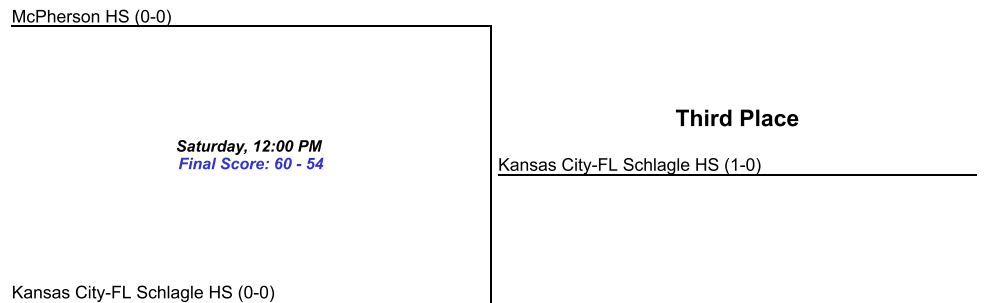 McPherson HS (0-0)
Third Place
Saturday, 12:00 PM
Final Score: 60 - 54
Kansas City-FL Schlagle HS (1-0)
Kansas City-FL Schlagle HS (0-0)